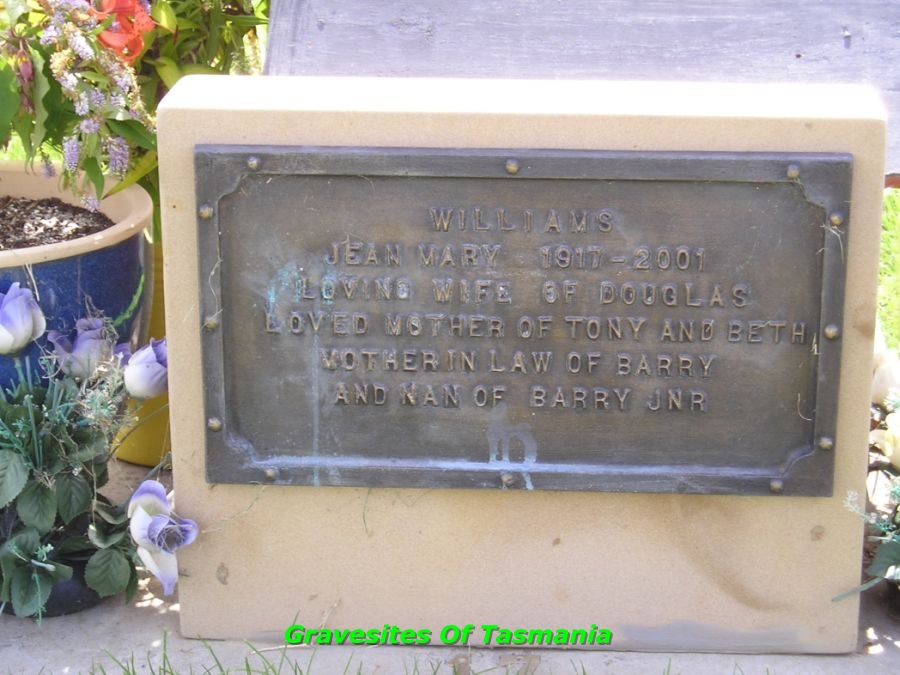 WILLIAMS
JEAN MARY 1917-2001
LOVING WIFE OF DOUGLAS
LOVED MOTHER OF TONY AND BETH
MOTHER IN LAW OF BARRY
AND NAN OF BARRY JNR
Gravesites Of Tasmania